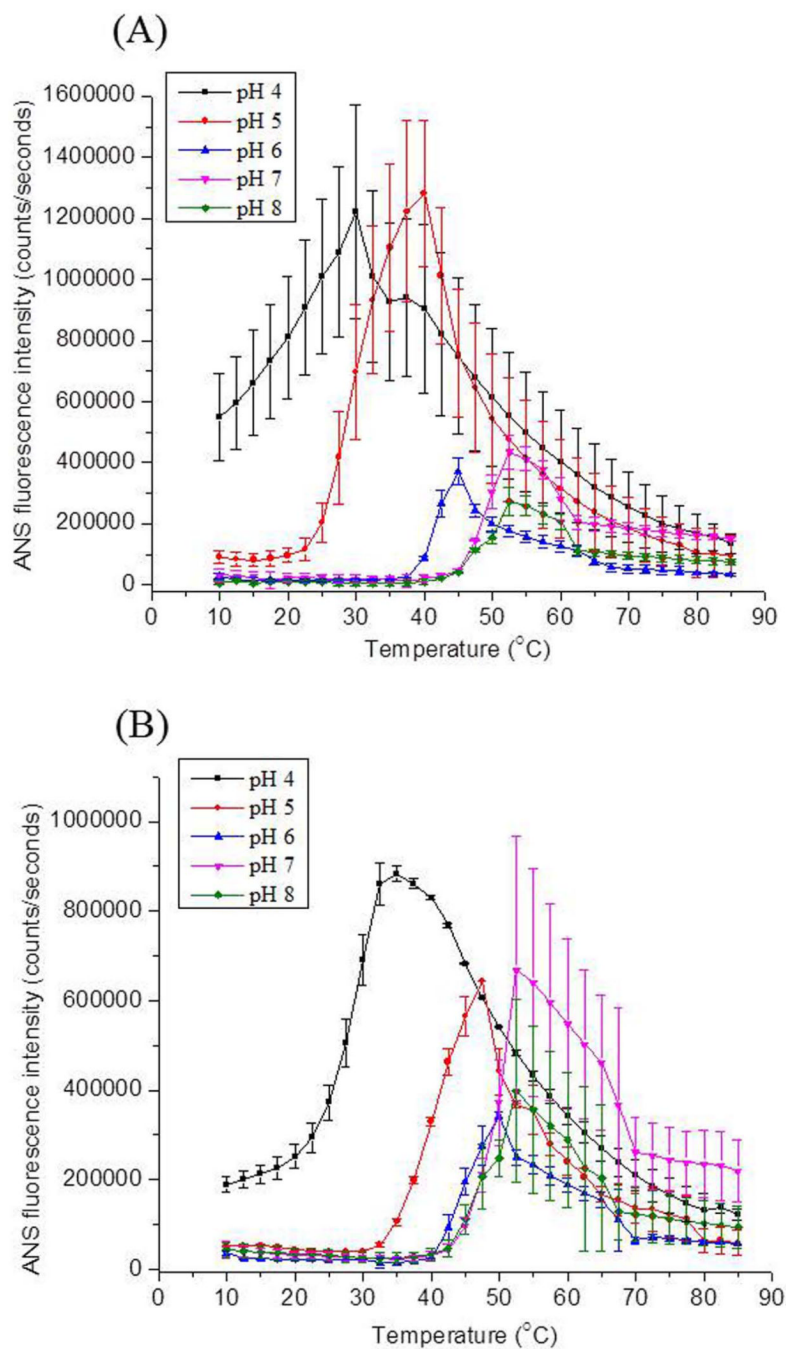 (A)
pH 4
pH 5
pH 6
pH 7
pH 8
ANS fluorescence intensity (counts/seconds)
1600000
1400000
1200000
1000000
800000
600000
400000
200000
0
0 10 20 30 40 50 60 70 80 90
Temperature (°C)
(B)
pH 4
pH 5
pH 6
pH 7
pH 8
ANS fluorescence intensity (counts/seconds)
1000000
800000
600000
400000
200000
0
0 10 20 30 40 50 60 70 80 90
Temperature (°C)